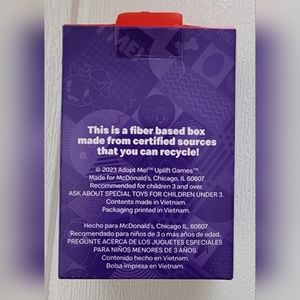 This is a fiber based box
made from certified sources
that you can recycle!
© 2023 Adopt Me!™ Uplift Games™
Made for McDonald's, Chicago, IL 60607
Recommended for children 3 and over.
ASK ABOUT SPECIAL TOYS FOR CHILDREN UNDER 3.
Contents made in Vietnam.
Packaging printed in Vietnam.
Hecho para McDonald's, Chicago, IL 60607
Recomendado para niños de 3 o más años de edad.
PREGUNTE ACERCA DE LOS JUGUETES ESPECIALES
PARA NIÑOS MENORES DE 3 AÑOS.
Contenido hecho en Vietnam.
Bolsa impresa en Vietnam.